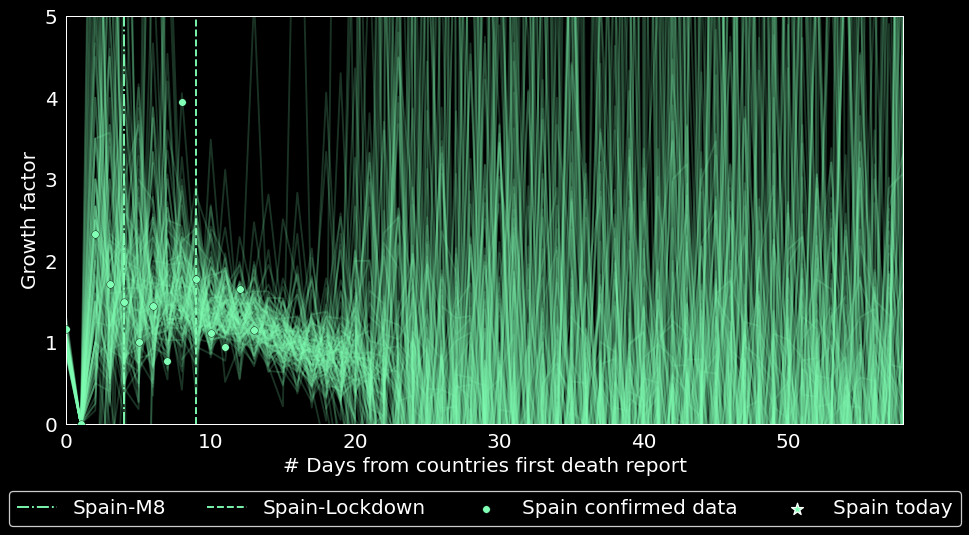 5
4
3
2
1
0
Growth factor
0 10 20 30 40 50
# Days from countries first death report
Spain-M8 Spain-Lockdown Spain confirmed data Spain today